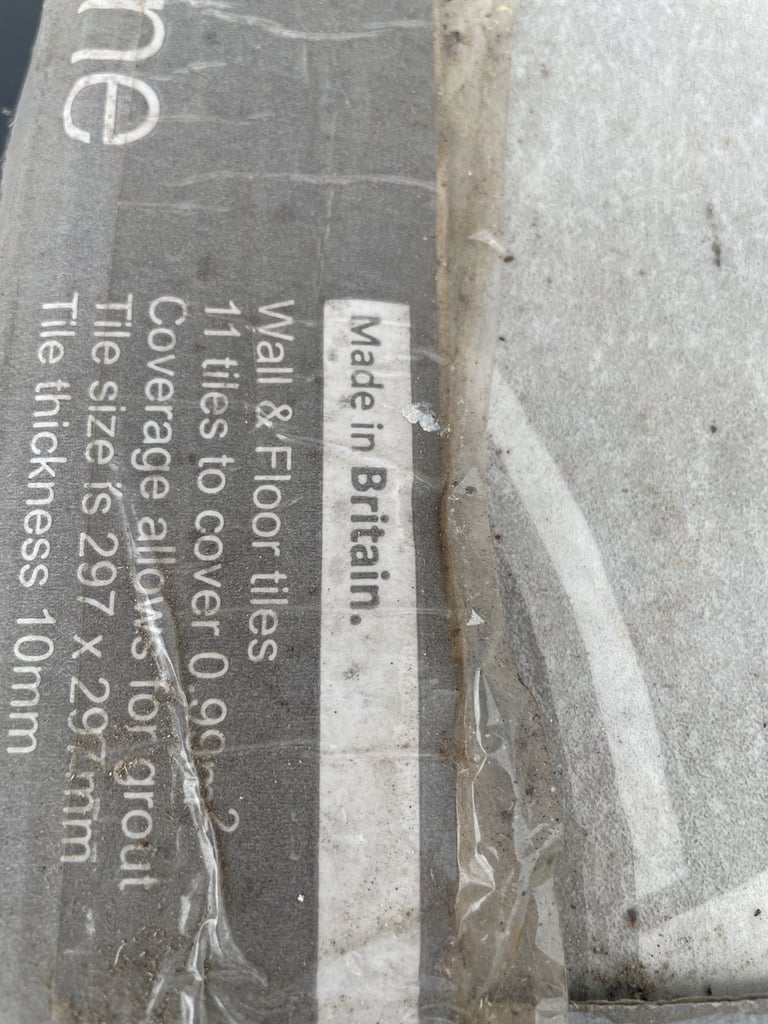 ne
Made in Britain.
Wall & Floor tiles
11 tiles to cover 0.99m2
Coverage allows for grout
Tile size is 297 x 297mm
Tile thickness 10mm